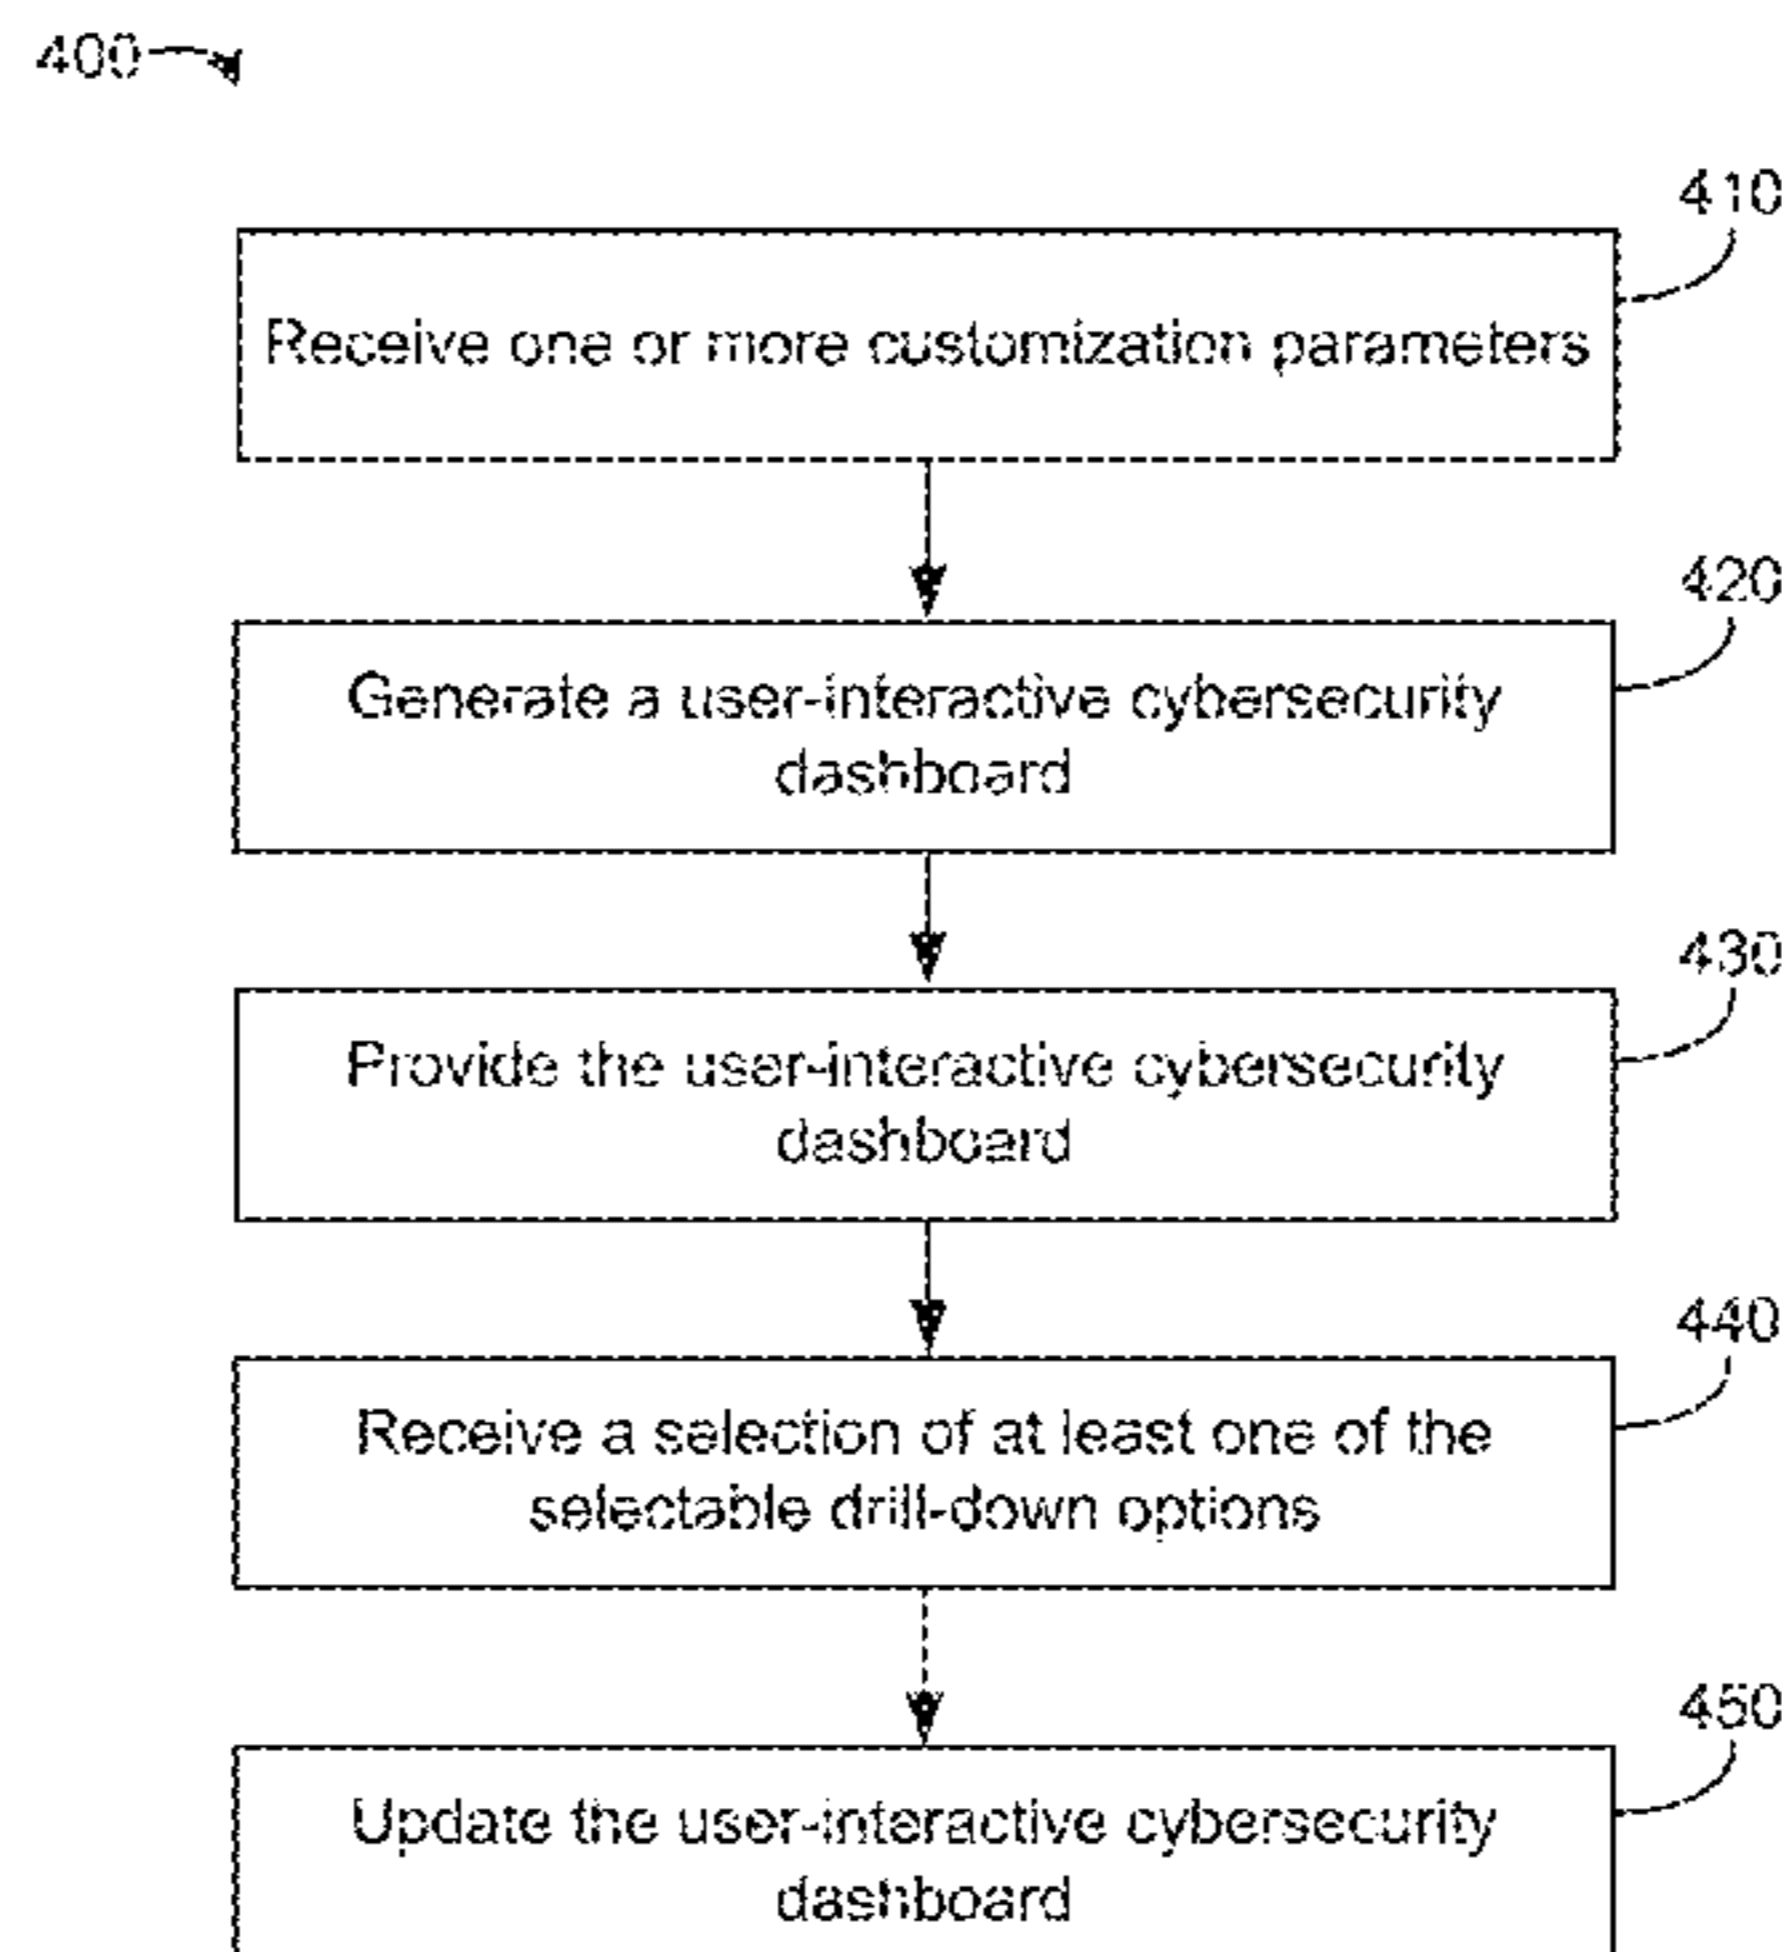 400
410
Receive one or more customization parameters
420
Generate a user-interactive cybersecurity
dashboard
430
Provide the user-interactive cybersecurity
dashboard
440
Receive a selection of at least one of the
selectable drill-down options
450
Update the user-interactive cybersecurity
dashboard